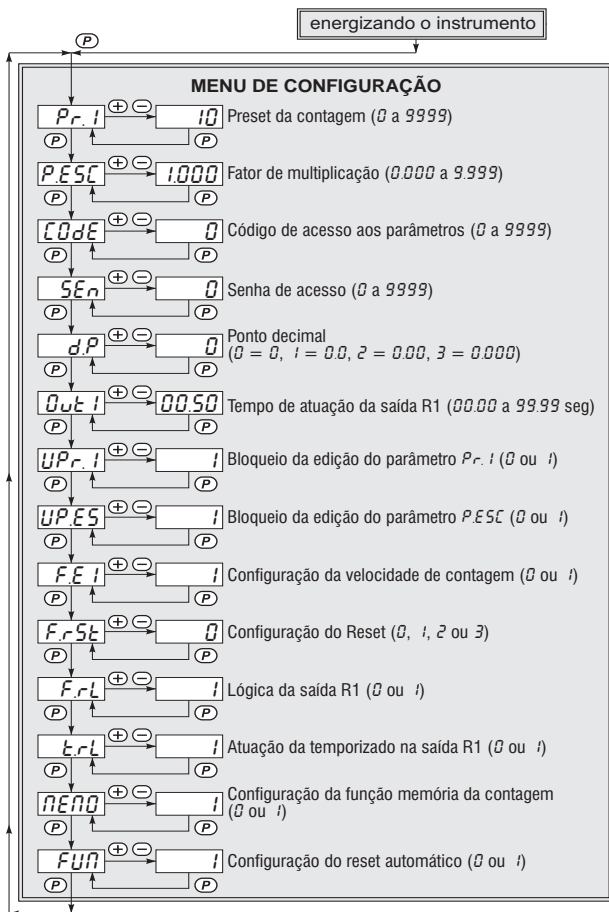 energizando o instrumento
P
MENU DE CONFIGURAÇÃO
Pr.1 + - 10 Preset da contagem (0 a 9999)
P P
P.ESC + - 1.000 Fator de multiplicação (0.000 a 9.999)
P P
COdE + - 0 Código de acesso aos parâmetros (0 a 9999)
P P
SEn + - 0 Senha de acesso (0 a 9999)
P P
d.P + - 0 Ponto decimal
(0 = 0, 1 = 0.0, 2 = 0.00, 3 = 0.000)
P P
Out1 + - 00.50 Tempo de atuação da saída R1 (00.00 a 99.99 seg)
P P
UPr.1 + - 1 Bloqueio da edição do parâmetro Pr.1 (0 ou 1)
P P
UP.ES + - 1 Bloqueio da edição do parâmetro P.ESC (0 ou 1)
P P
F.E1 + - 1 Configuração da velocidade de contagem (0 ou 1)
P P
F.rSt + - 0 Configuração do Reset (0, 1, 2 ou 3)
P P
F.rL + - 1 Lógica da saída R1 (0 ou 1)
P P
t.rL + - 1 Atuação da temporizado na saída R1 (0 ou 1)
P P
MEMO + - 1 Configuração da função memória da contagem
(0 ou 1)
P P
FUN + - 1 Configuração do reset automático (0 ou 1)
P P